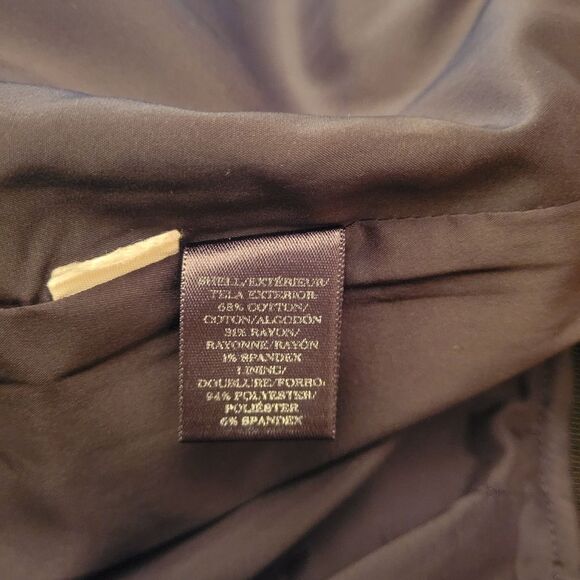 SHELL/EXTÉRIEUR/
TELA EXTERIOR:
68% COTTON/
COTON/ALGODÓN
31% RAYON/
RAYONNE/RAYÓN
1% SPANDEX
LINING/
DOUBLURE/FORRO:
94% POLYESTER/
POLIÉSTER
6% SPANDEX